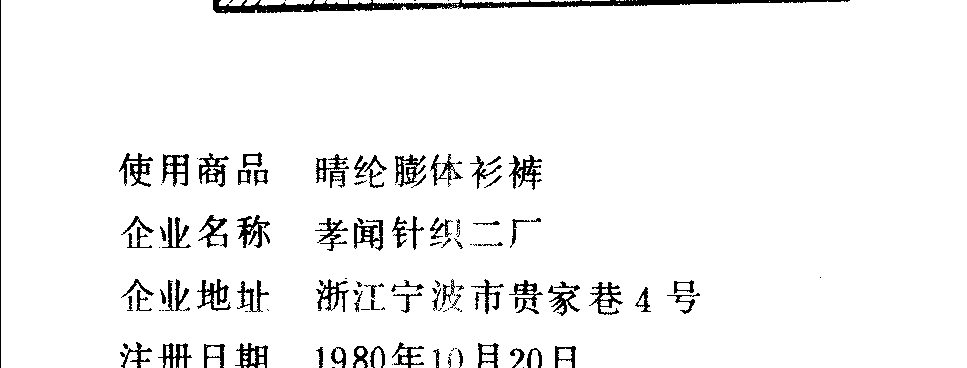 使用商品 晴纶膨体衫裤
企业名称 孝闻针织二厂
企业地址 浙江宁波市贵家巷4号
注册日期 1980年10月20日